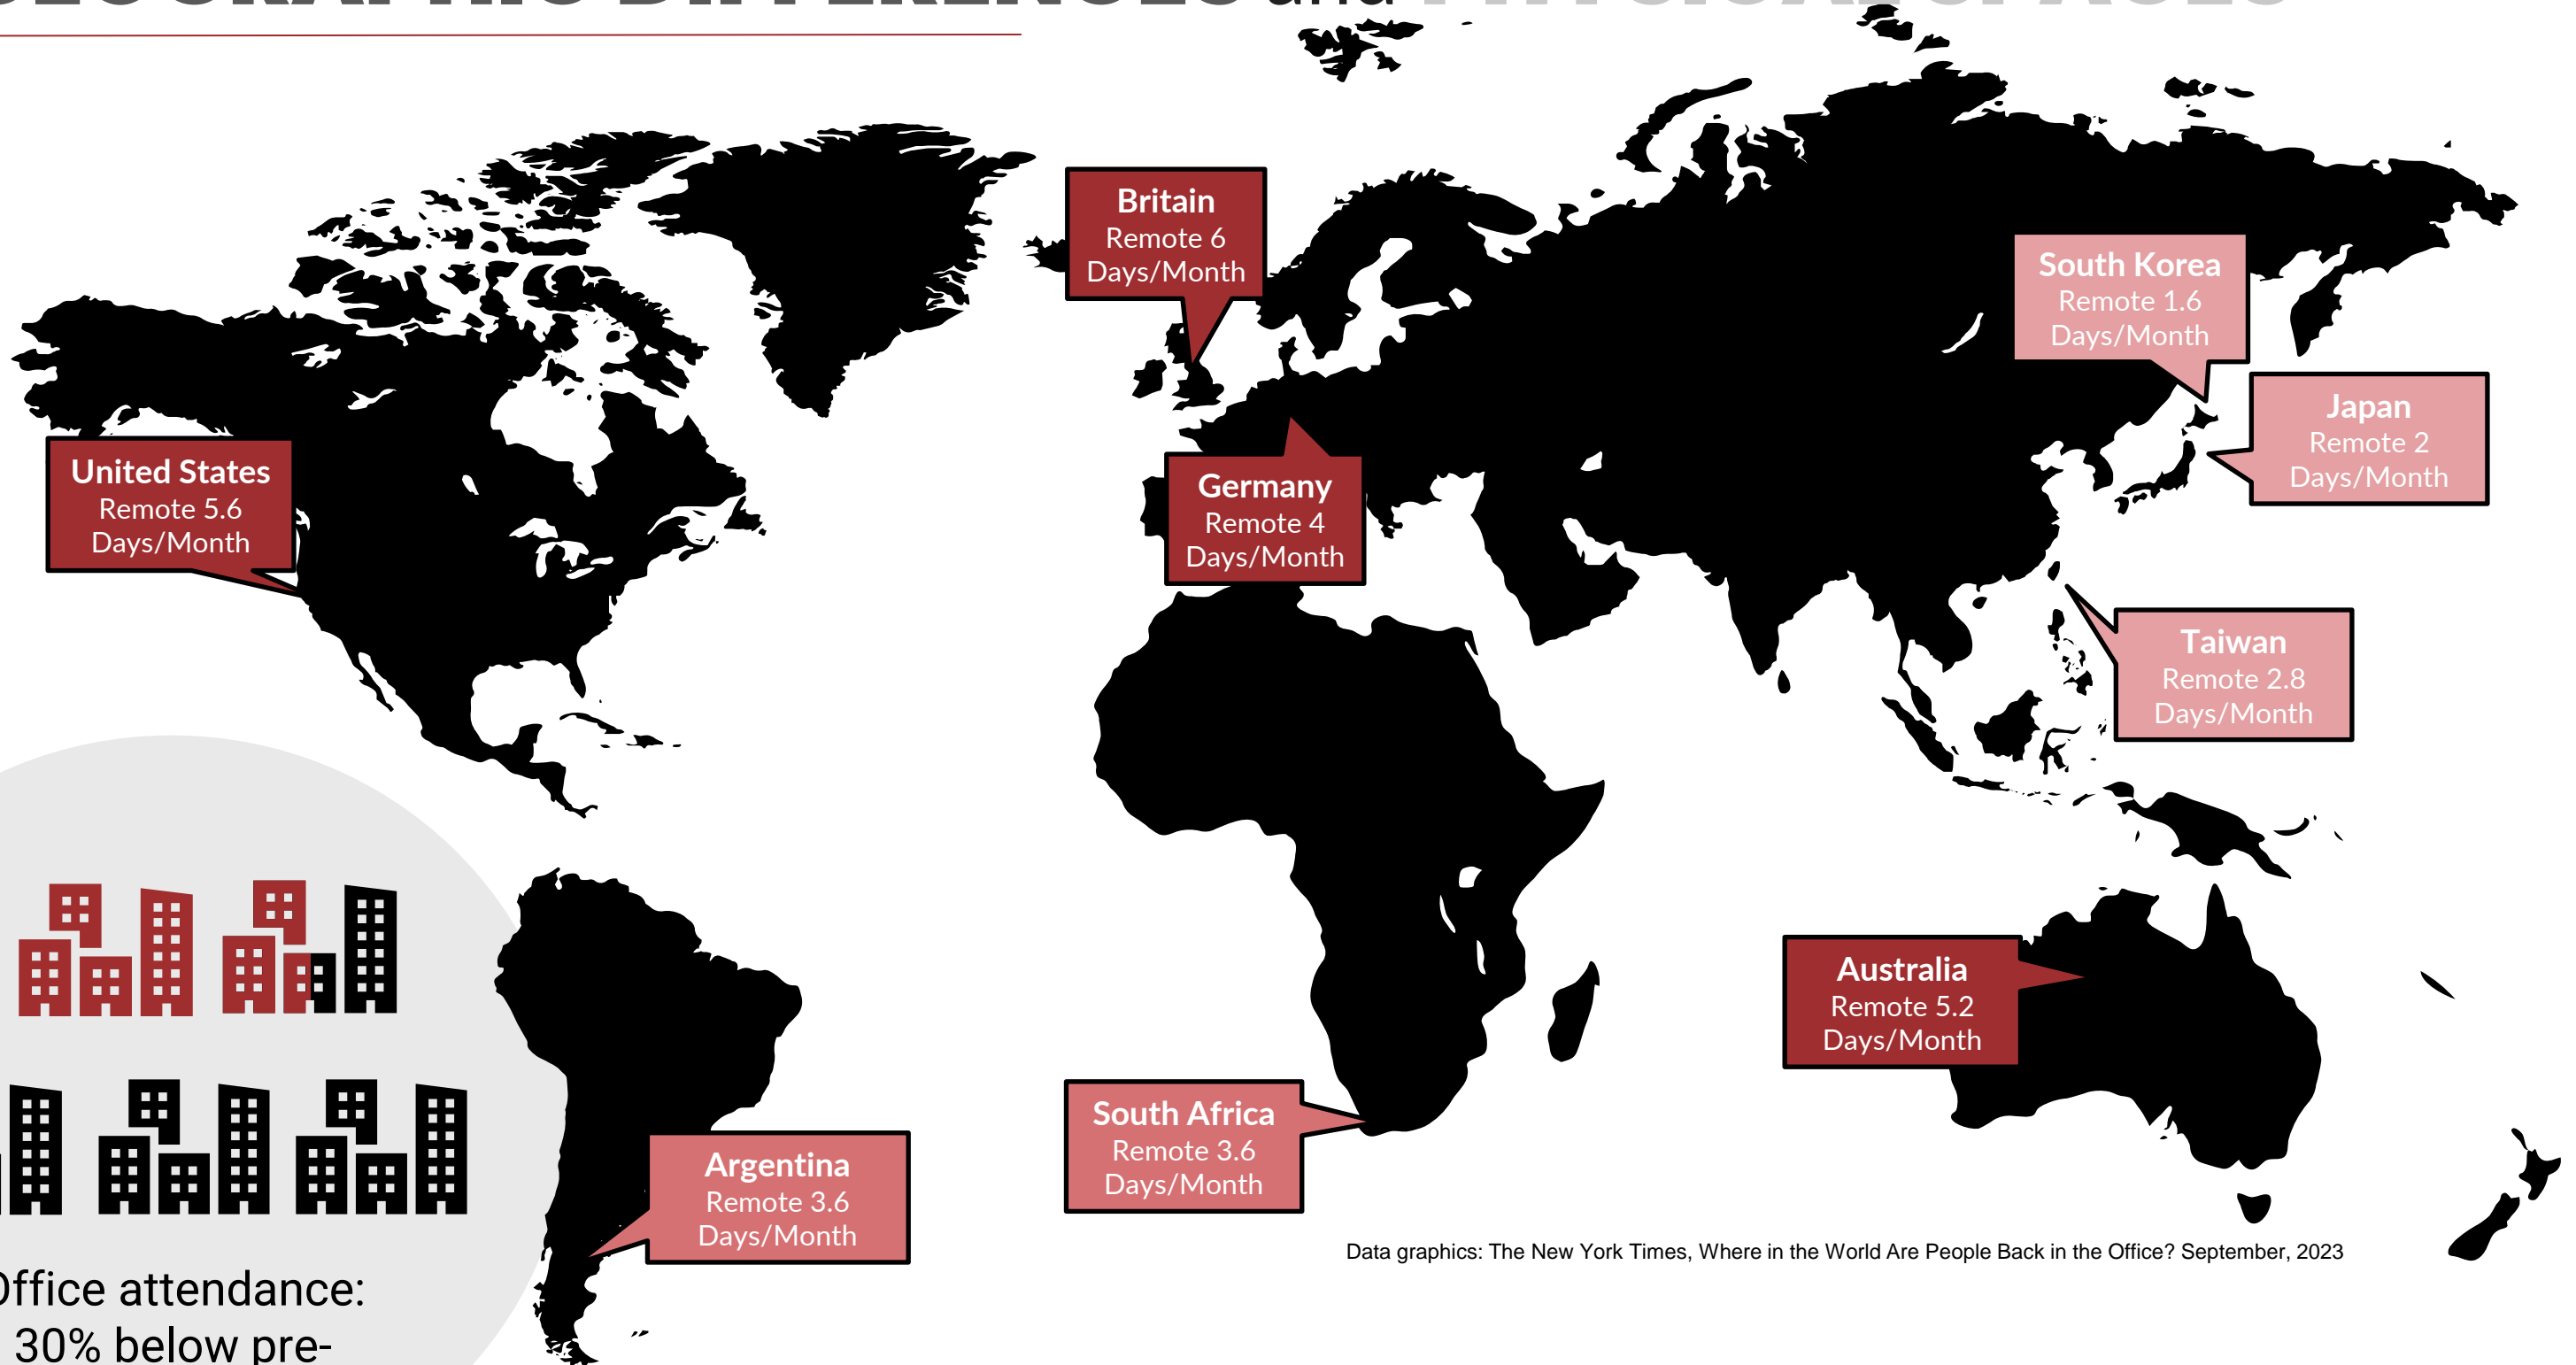 and
Britain
Remote 6
Days/Month
South Korea
Remote 1.6
Days/Month
Japan
Remote 2
Days/Month
United States
Remote 5.6
Days/Month
Germany
Remote 4
Days/Month
Taiwan
Remote 2.8
Days/Month
Australia
Remote 5.2
Days/Month
South Africa
Remote 3.6
Days/Month
Argentina
Remote 3.6
Days/Month
Data graphics: The New York Times, Where in the World Are People Back in the Office? September, 2023
Office attendance:
30% below pre-